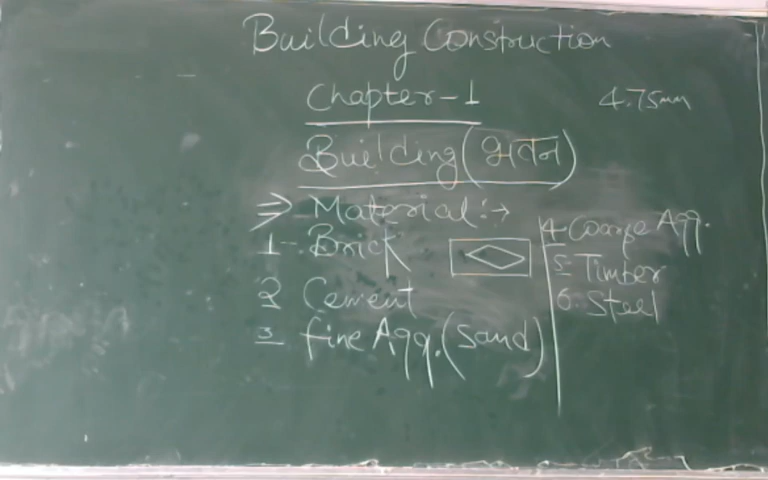 Building Construction
Chapter-1
4.75mm
Building (भवन)
⇒ Material :→
1- Brick
2 Cement
3 fine Agg. (Sand)
4- Coarse Agg.
5- Timber
6. Steel